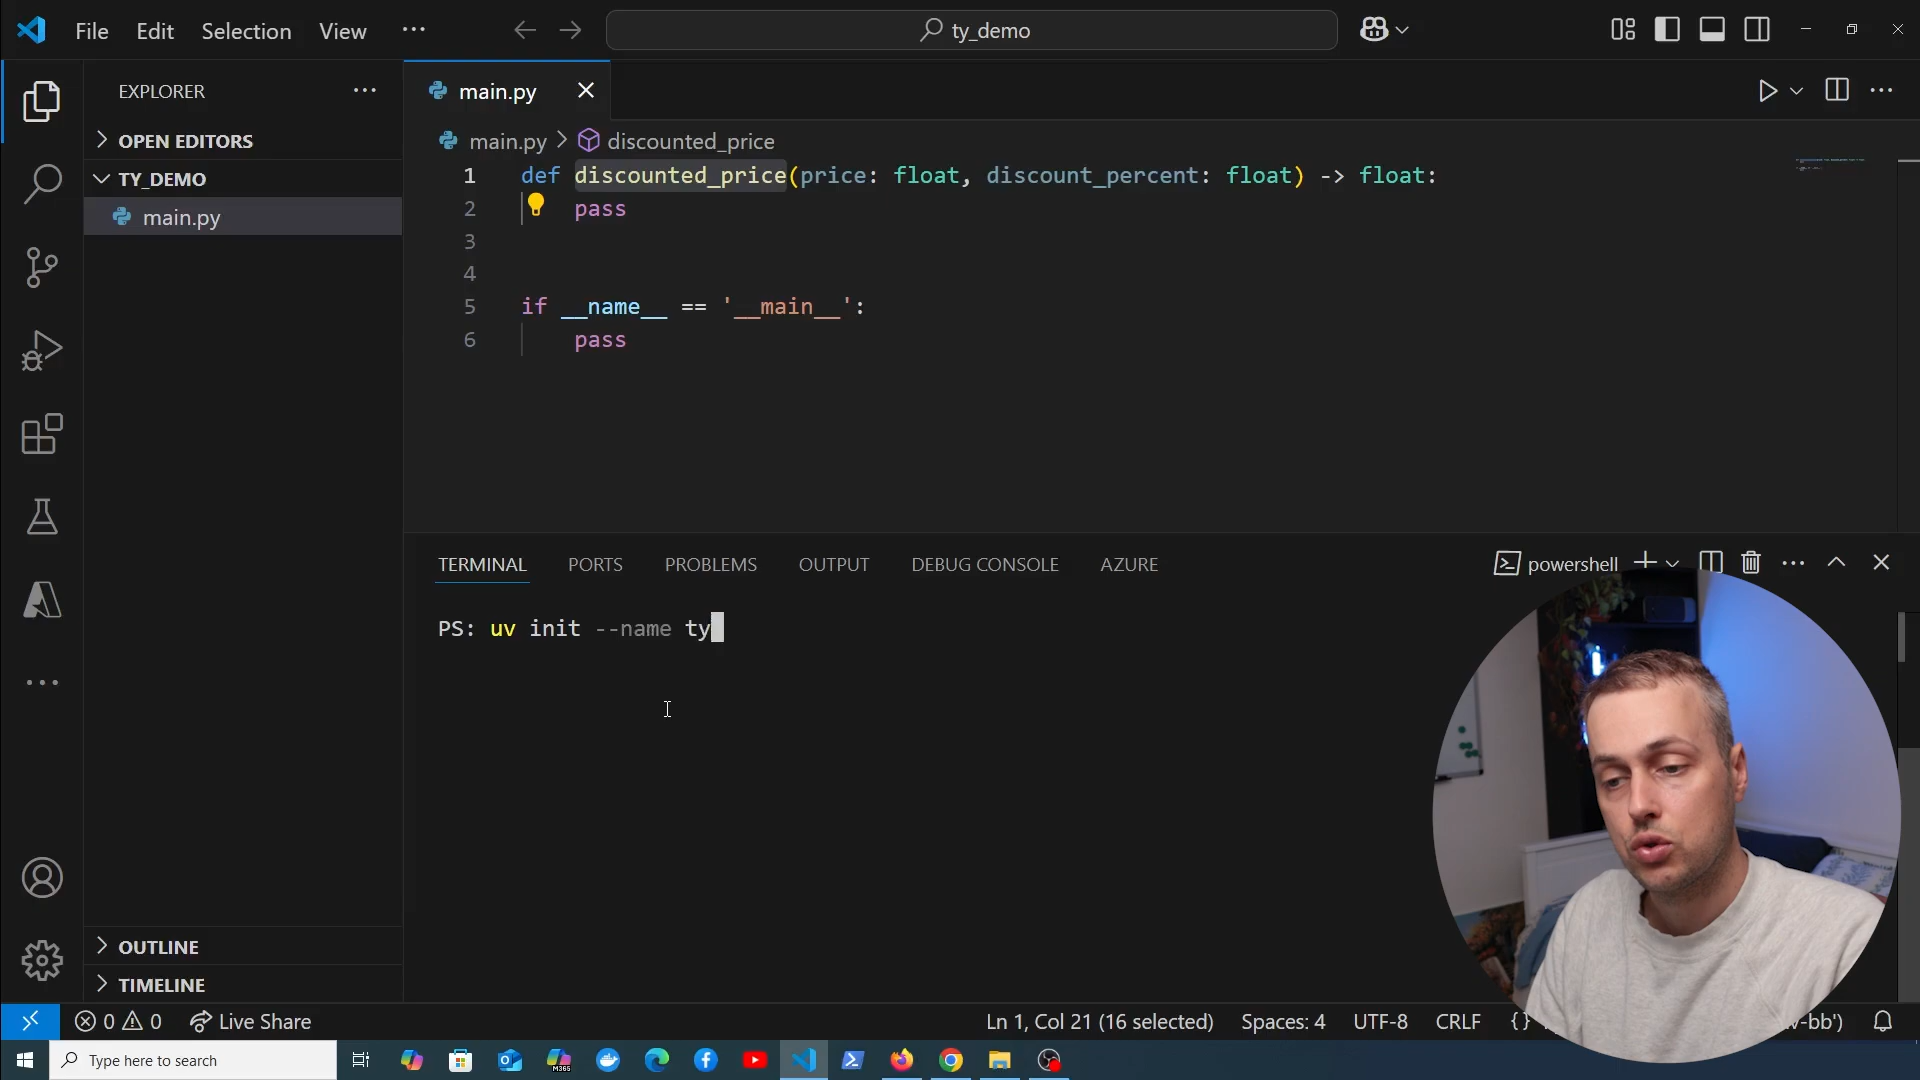 File Edit Selection View ···
ty_demo
EXPLORER ···
OPEN EDITORS
TY_DEMO
main.py
OUTLINE
TIMELINE
main.py
main.py > discounted_price
1 def discounted_price(price: float, discount_percent: float) -> float:
2 pass
3
4
5 if __name__ == '__main__':
6 pass
TERMINAL PORTS PROBLEMS OUTPUT DEBUG CONSOLE AZURE
powershell
PS: uv init --name ty
0 0 Live Share
Ln 1, Col 21 (16 selected) Spaces: 4 UTF-8 CRLF {}
Type here to search
M365